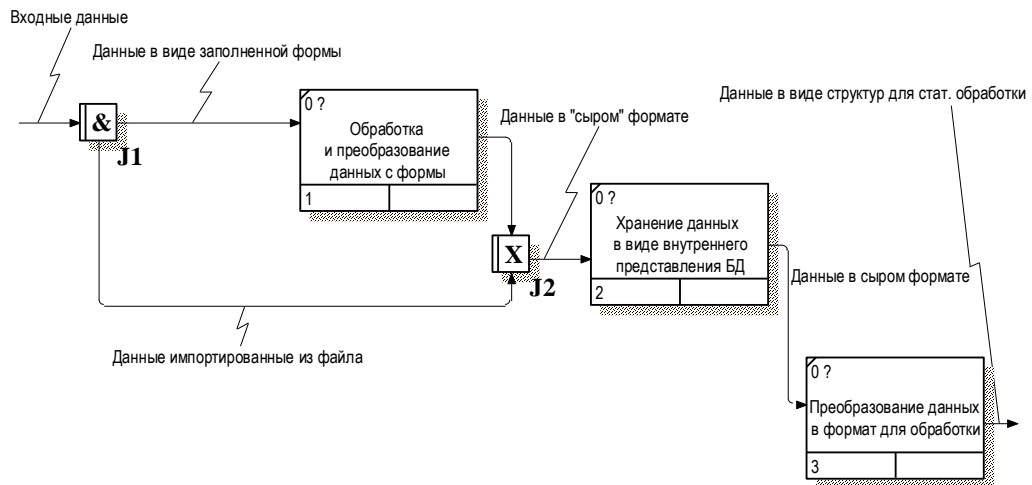 Входные данные
Данные в виде заполненной формы
&
J1
0 ?
Обработка
и преобразование
данных с формы
1
Данные в "сыром" формате
Данные в виде структур для стат. обработки
X
J2
0 ?
Хранение данных
в виде внутреннего
представления БД
2
Данные в сыром формате
Данные импортированные из файла
0 ?
Преобразование данных
в формат для обработки
3